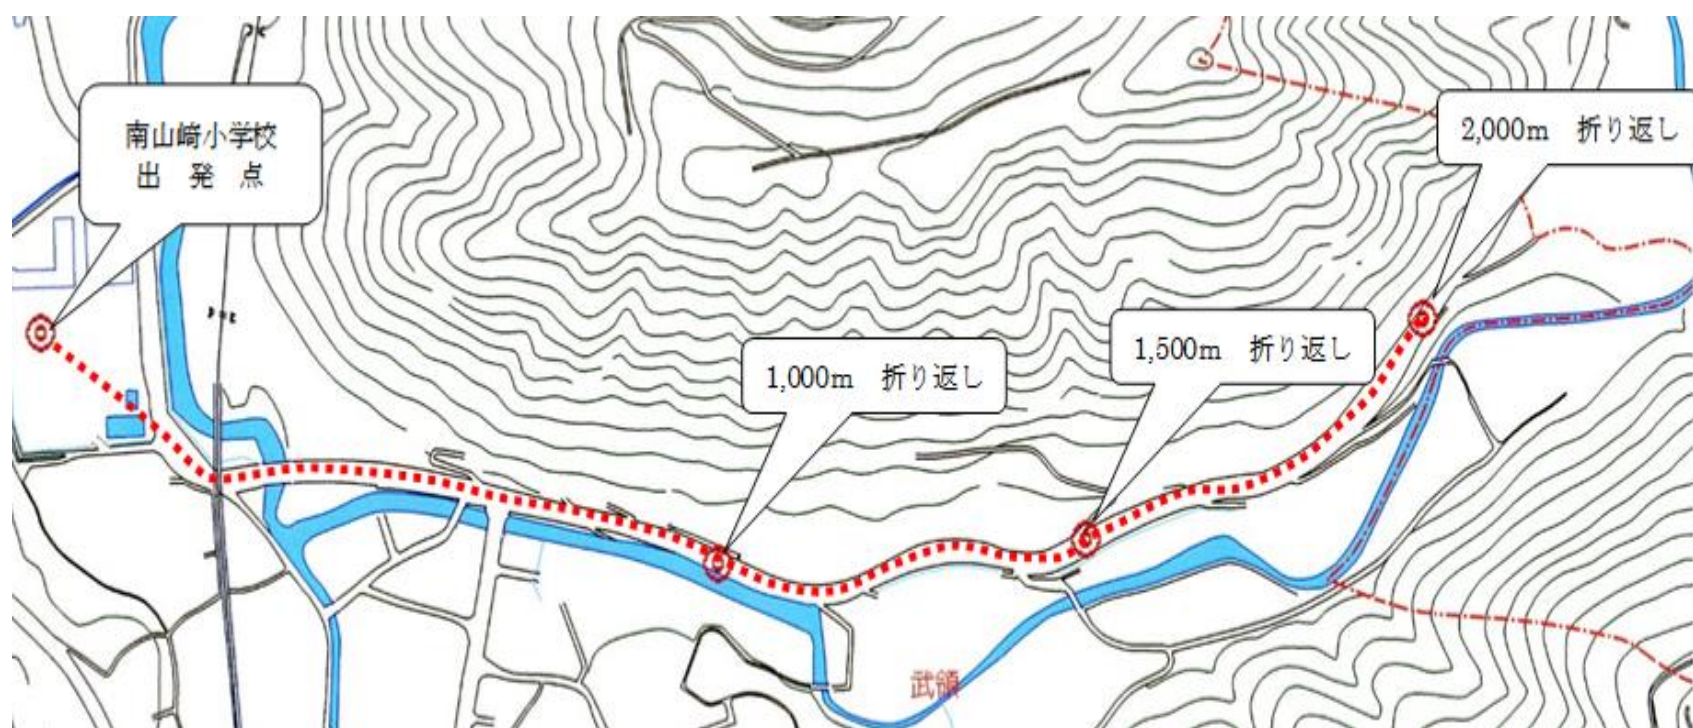 南山﨑小学校
出　発　点
2,000m　折り返し
1,500m　折り返し
1,000m　折り返し
武領